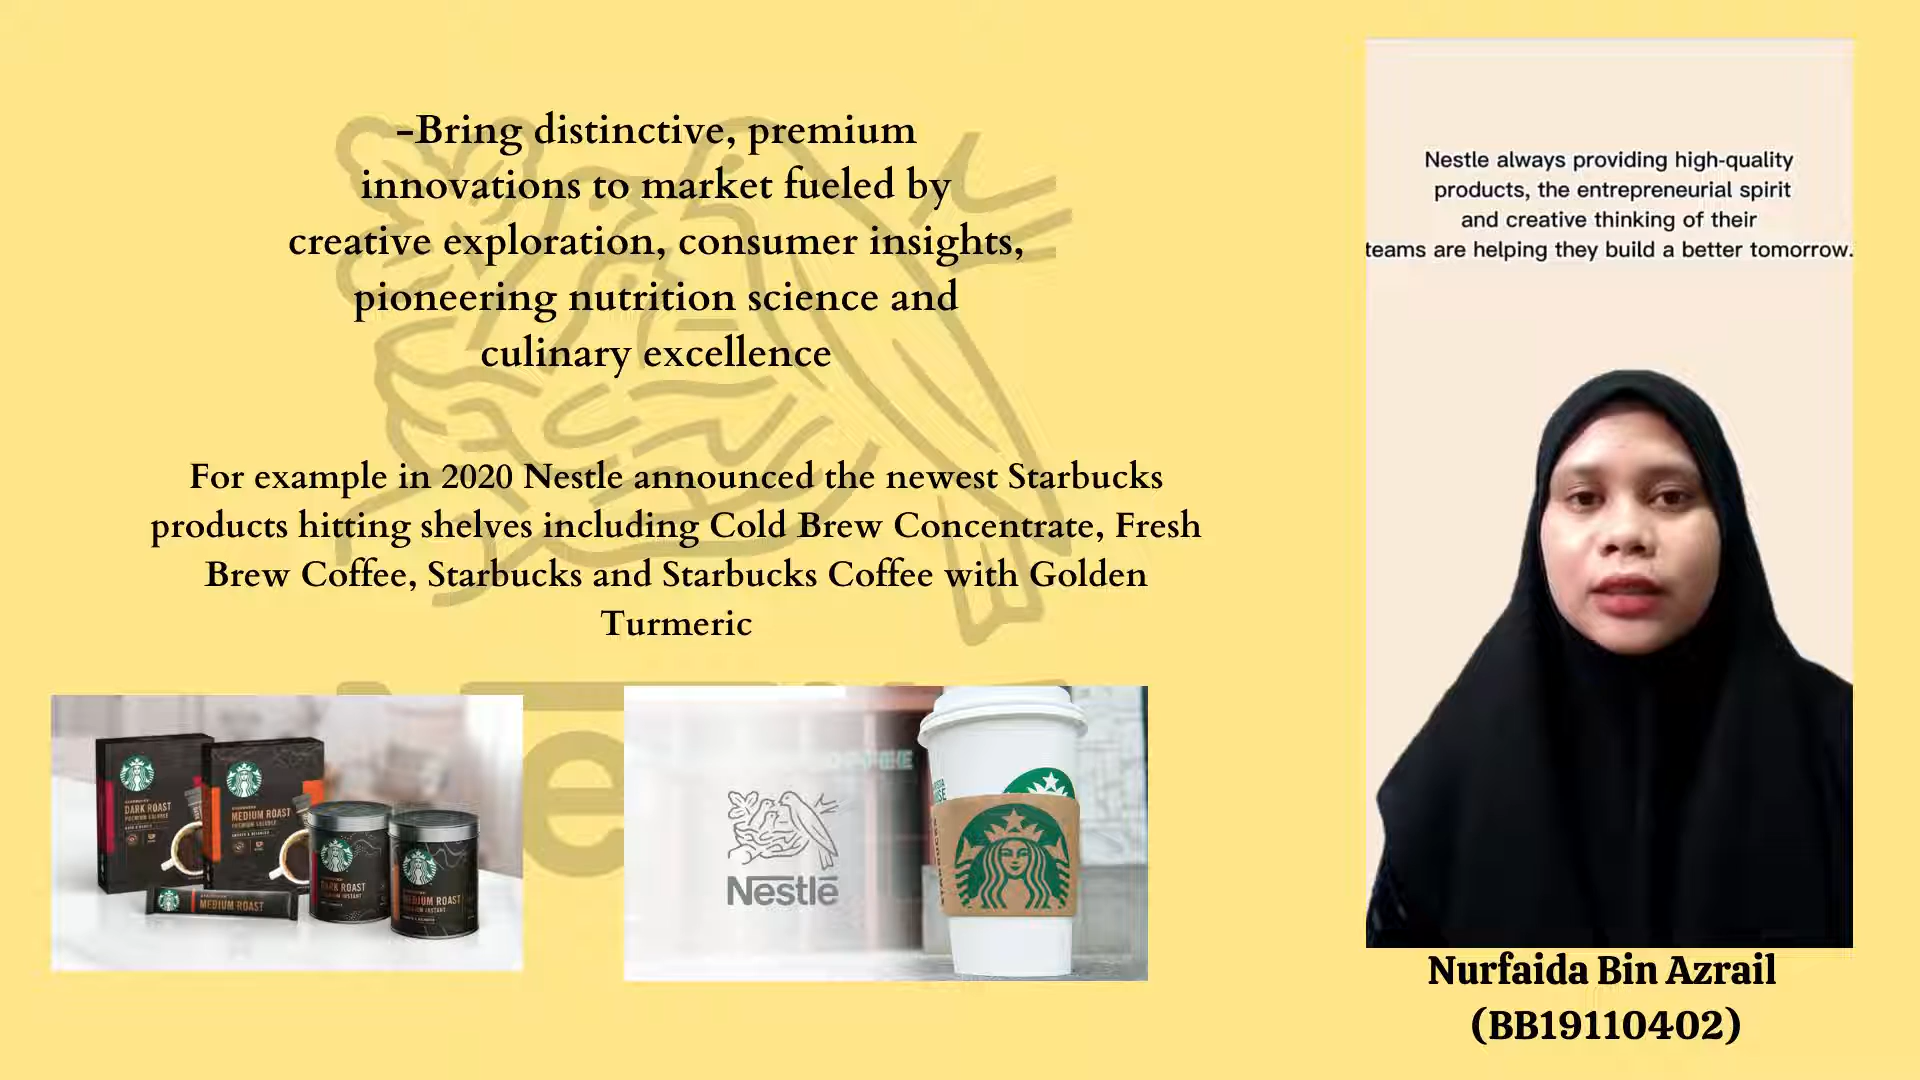 -Bring distinctive, premium
innovations to market fueled by
creative exploration, consumer insights,
pioneering nutrition science and
culinary excellence
For example in 2020 Nestle announced the newest Starbucks
products hitting shelves including Cold Brew Concentrate, Fresh
Brew Coffee, Starbucks and Starbucks Coffee with Golden
Turmeric
DARK ROAST
MEDIUM ROAST
DARK ROAST
MEDIUM ROAST
MEDIUM ROAST
Nestlé
Nestle always providing high-quality
products, the entrepreneurial spirit
and creative thinking of their
teams are helping they build a better tomorrow.
Nurfaida Bin Azrail
(BB19110402)